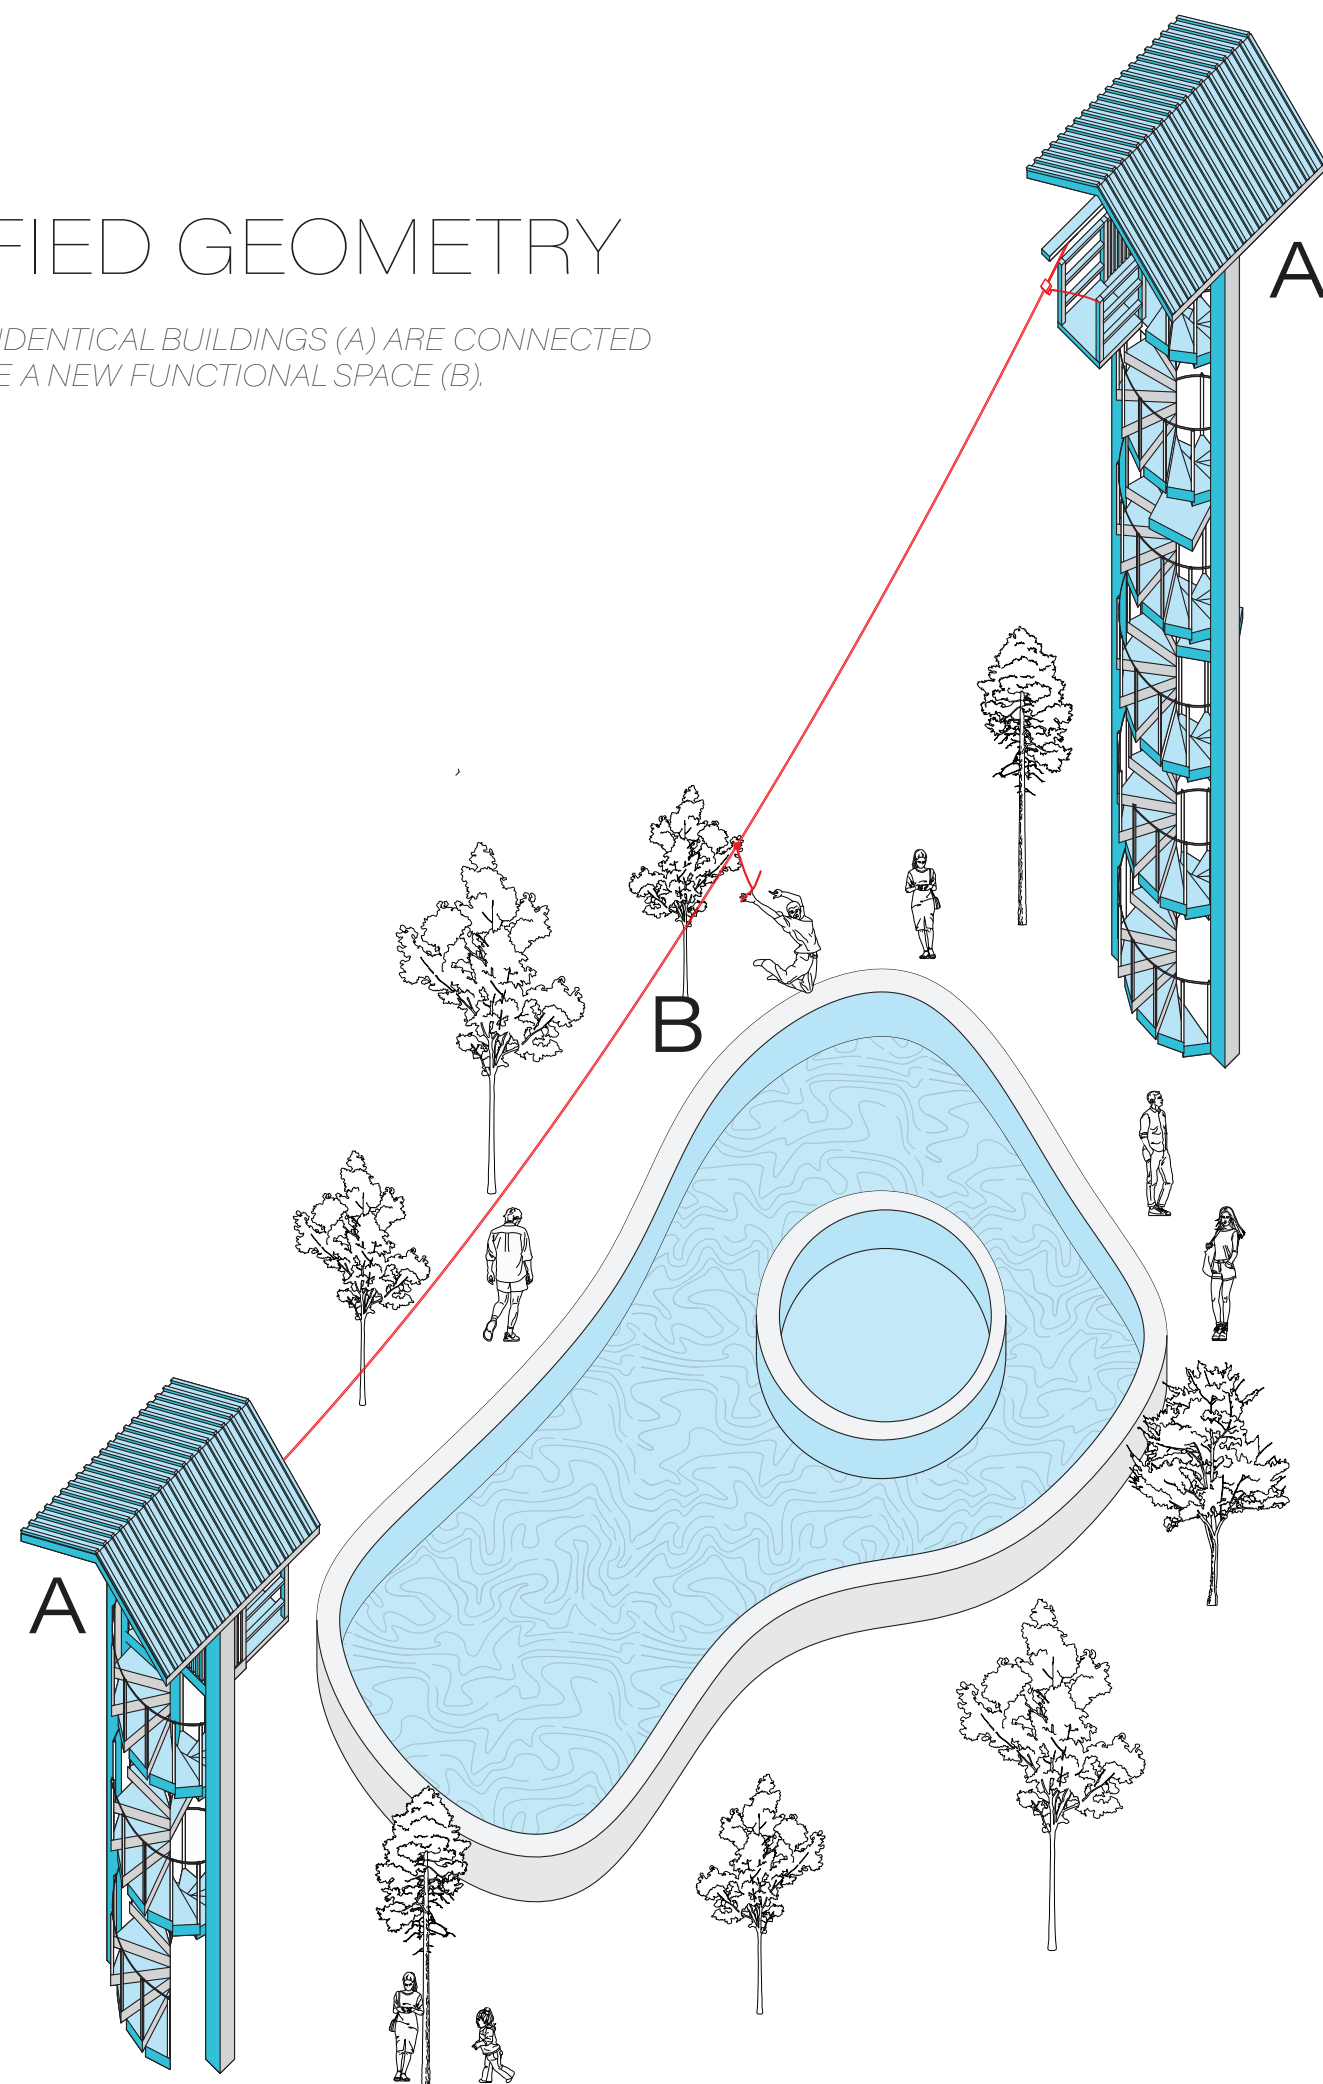 FIED GEOMETRY
IDENTICAL BUILDINGS (A) ARE CONNECTED
E A NEW FUNCTIONAL SPACE (B).
A
B
A